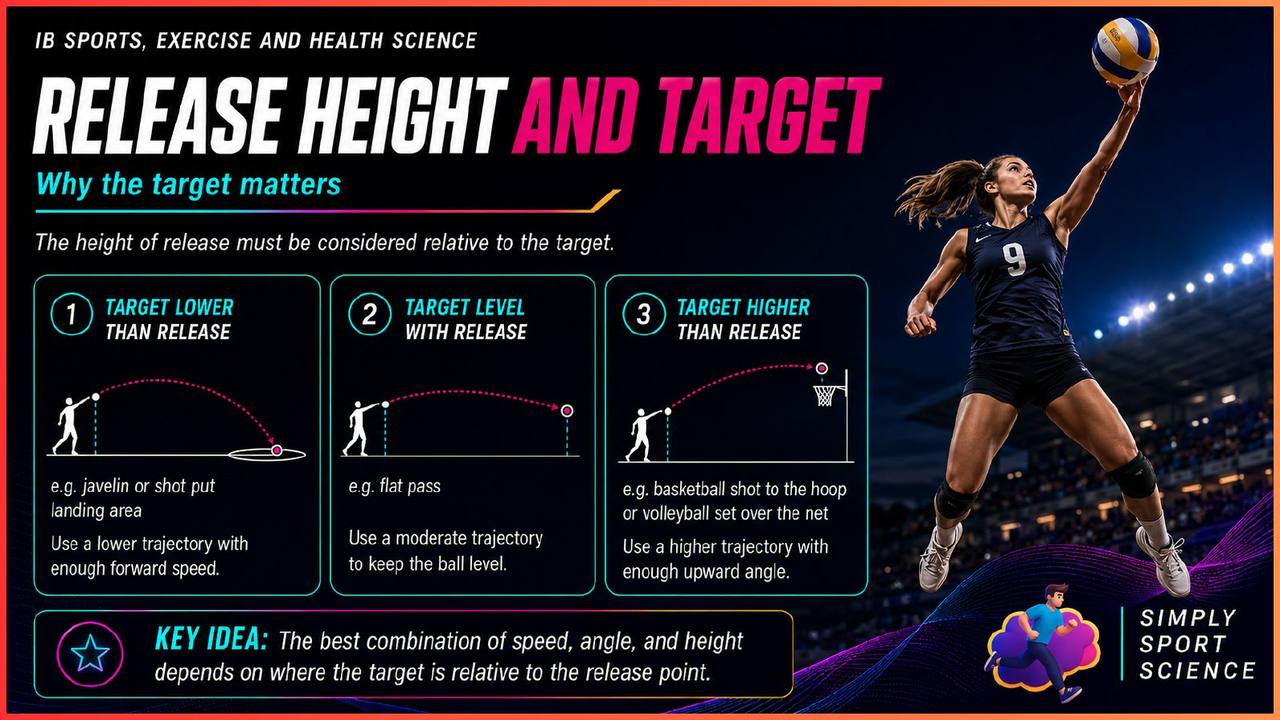 IB SPORTS, EXERCISE AND HEALTH SCIENCE
RELEASE HEIGHT AND TARGET
Why the target matters
The height of release must be considered relative to the target.
1
TARGET LOWER
THAN RELEASE
e.g. javelin or shot put
landing area
Use a lower trajectory with
enough forward speed.
2
TARGET LEVEL
WITH RELEASE
e.g. flat pass
Use a moderate trajectory
to keep the ball level.
3
TARGET HIGHER
THAN RELEASE
e.g. basketball shot to the hoop
or volleyball set over the net
Use a higher trajectory with
enough upward angle.
KEY IDEA: The best combination of speed, angle, and height
depends on where the target is relative to the release point.
9
SIMPLY
SPORT
SCIENCE